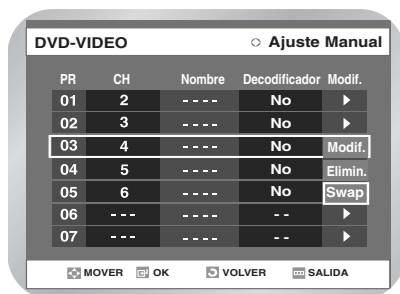 DVD-VIDEO ○ Ajuste Manual
PR CH Nombre Decodificador Modif.
01 2 ---- No ►
02 3 ---- No ►
03 4 ---- No Modif.
04 5 ---- No Elimin.
05 6 ---- No Swap
06 --- ---- -- ►
07 --- ---- -- ►
MOVER OK VOLVER SALIDA